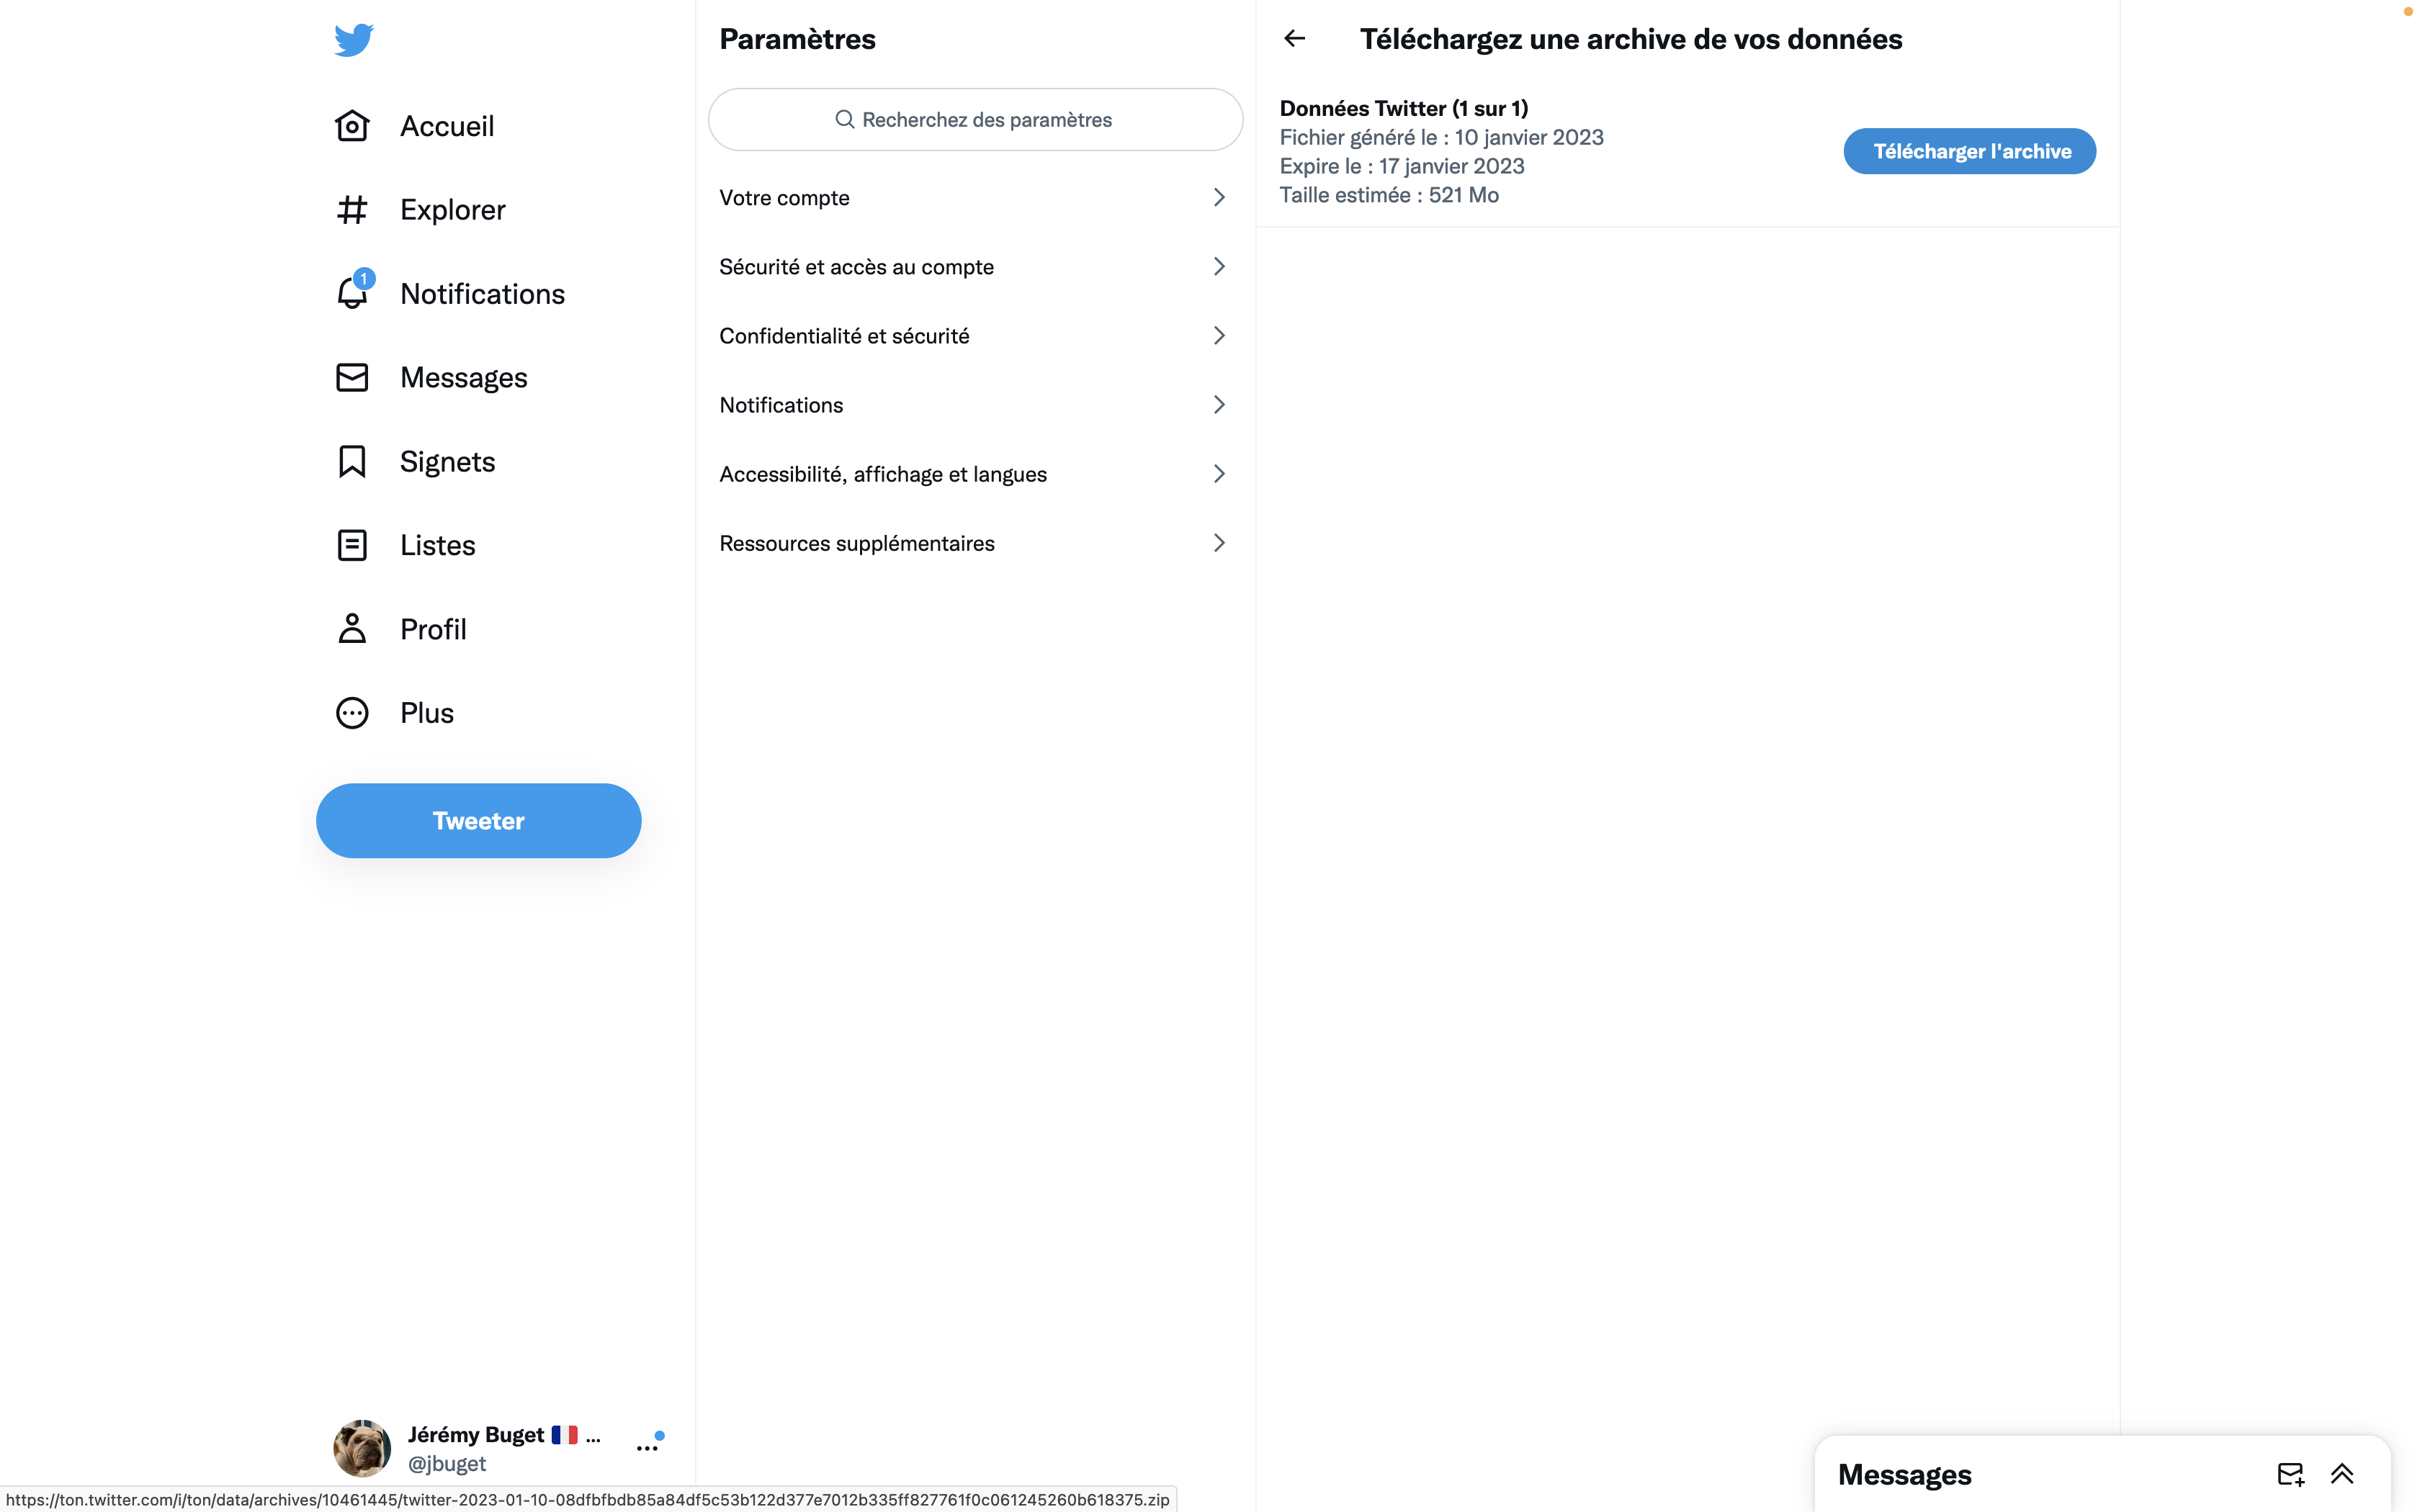 Accueil
Explorer
1
Notifications
Messages
Signets
Listes
Profil
Plus
Tweeter
Jérémy Buget 🇫🇷 ...
@jbuget
Paramètres
Recherchez des paramètres
Votre compte
Sécurité et accès au compte
Confidentialité et sécurité
Notifications
Accessibilité, affichage et langues
Ressources supplémentaires
Téléchargez une archive de vos données
Données Twitter (1 sur 1)
Fichier généré le : 10 janvier 2023
Expire le : 17 janvier 2023
Taille estimée : 521 Mo
Télécharger l'archive
Messages
https://ton.twitter.com/i/ton/data/archives/10461445/twitter-2023-01-10-08dfbfbdb85a84df5c53b122d377e7012b335ff827761f0c061245260b618375.zip